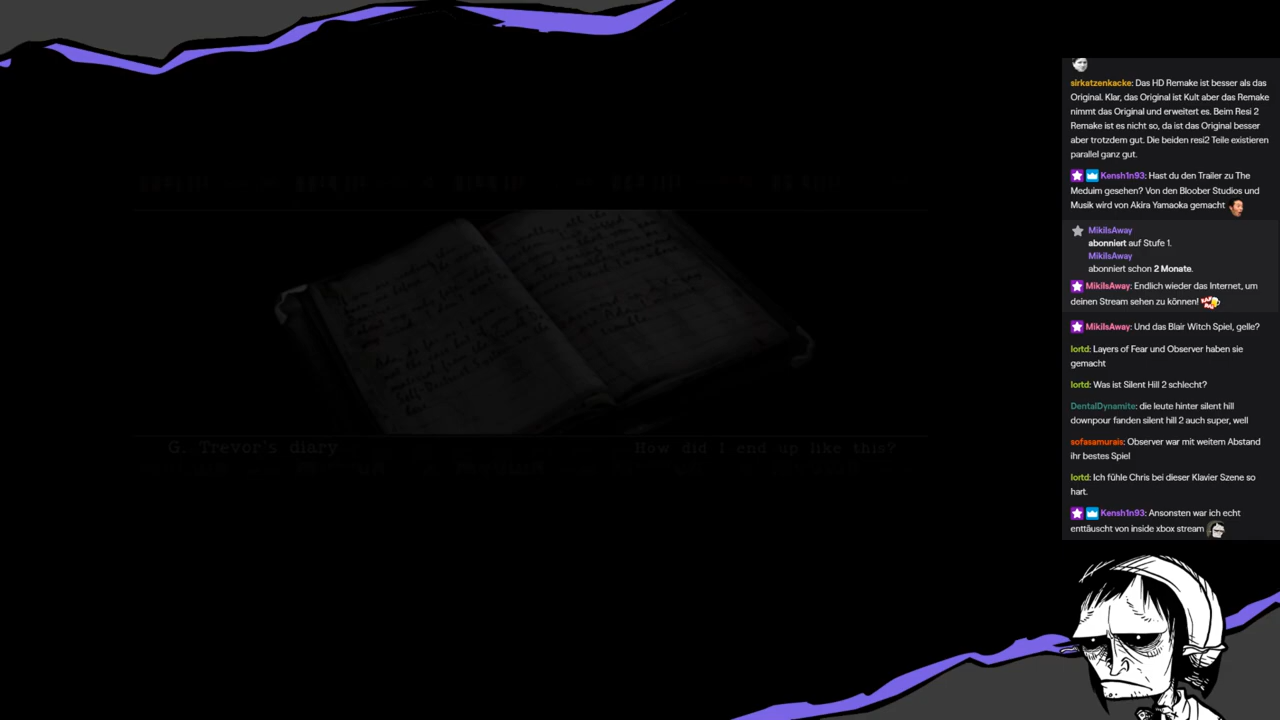 G. Trevor's diary
How did I end up like this?
sirkatzenkacke: Das HD Remake ist besser als das
Original. Klar, das Original ist Kult aber das Remake
nimmt das Original und erweitert es. Beim Resi 2
Remake ist es nicht so, da ist das Original besser
aber trotzdem gut. Die beiden resi2 Teile existieren
parallel ganz gut.
Kensh1n93: Hast du den Trailer zu The
Meduim gesehen? Von den Bloober Studios und
Musik wird von Akira Yamaoka gemacht
MikiIsAway
abonniert auf Stufe 1.
MikiIsAway
abonniert schon 2 Monate.
MikiIsAway: Endlich wieder das Internet, um
deinen Stream sehen zu können!
MikiIsAway: Und das Blair Witch Spiel, gelle?
lortd: Layers of Fear und Observer haben sie
gemacht
lortd: Was ist Silent Hill 2 schlecht?
DentalDynamite: die leute hinter silent hill
downpour fanden silent hill 2 auch super, well
sofasamurais: Observer war mit weitem Abstand
ihr bestes Spiel
lortd: Ich fühle Chris bei dieser Klavier Szene so
hart.
Kensh1n93: Ansonsten war ich echt
enttäuscht von inside xbox stream